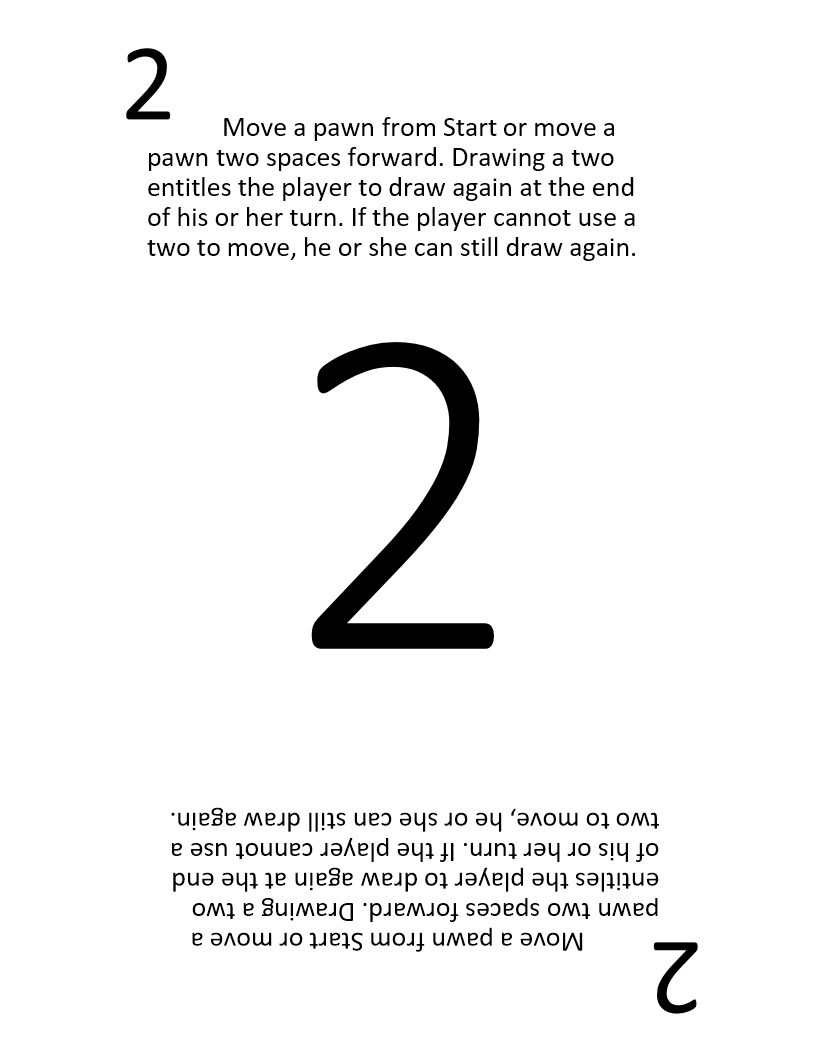 2
Move a pawn from Start or move a
pawn two spaces forward. Drawing a two
entitles the player to draw again at the end
of his or her turn. If the player cannot use a
two to move, he or she can still draw again.
2
2
Move a pawn from Start or move a
pawn two spaces forward. Drawing a two
entitles the player to draw again at the end
of his or her turn. If the player cannot use a
two to move, he or she can still draw again.